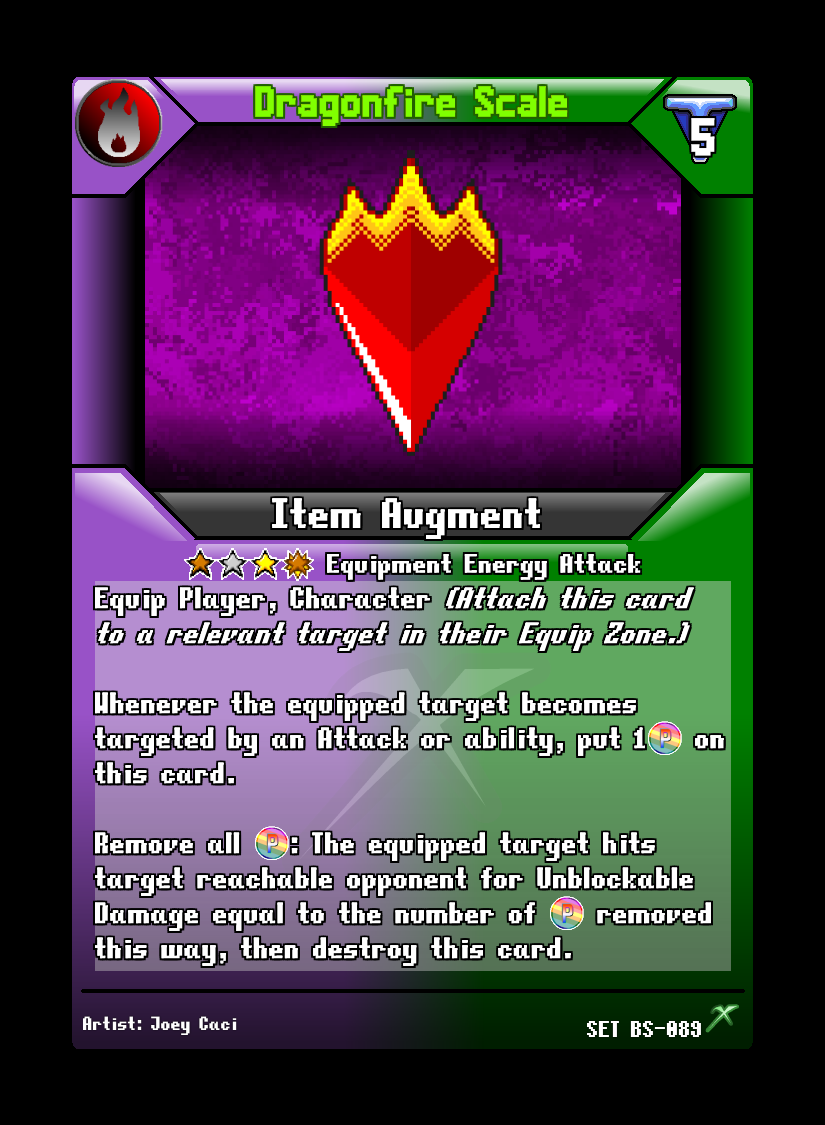 Dragonfire Scale
5
Item Augment
Equipment Energy Attack
Equip Player, Character (Attach this card
to a relevant target in their Equip Zone.)
Whenever the equipped target becomes
targeted by an Attack or ability, put 1 P on
this card.
Remove all P: The equipped target hits
target reachable opponent for Unblockable
Damage equal to the number of P removed
this way, then destroy this card.
Artist: Joey Caci
SET BS-089